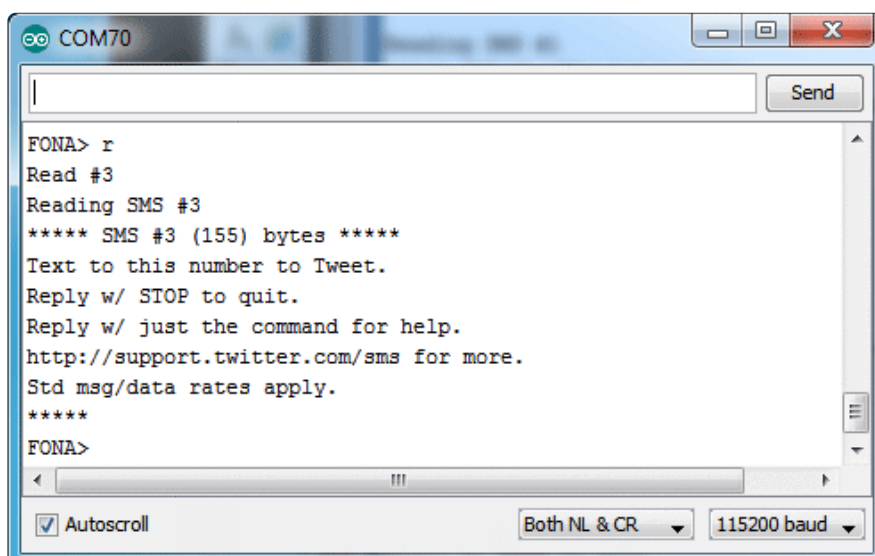 COM70
Send
FONA> r
Read #3
Reading SMS #3
***** SMS #3 (155) bytes *****
Text to this number to Tweet.
Reply w/ STOP to quit.
Reply w/ just the command for help.
http://support.twitter.com/sms for more.
Std msg/data rates apply.
*****
FONA>
Autoscroll
Both NL & CR
115200 baud